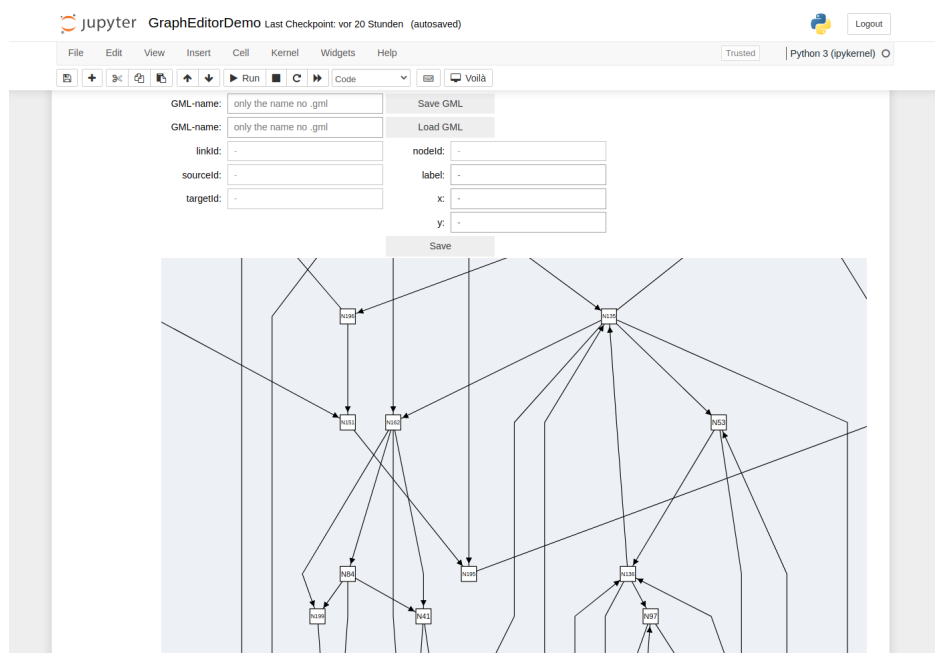 jupyter GraphEditorDemo Last Checkpoint: vor 20 Stunden (autosaved) Logout
File Edit View Insert Cell Kernel Widgets Help Trusted Python 3 (ipykernel)
Run Code Voilà
GML-name: only the name no .gml Save GML
GML-name: only the name no .gml Load GML
linkId: - nodeId: -
sourceId: - label: -
targetId: - x: -
y: -
Save
N196 N135
N151 N162 N53
N84 N195 N136
N199 N41 N97